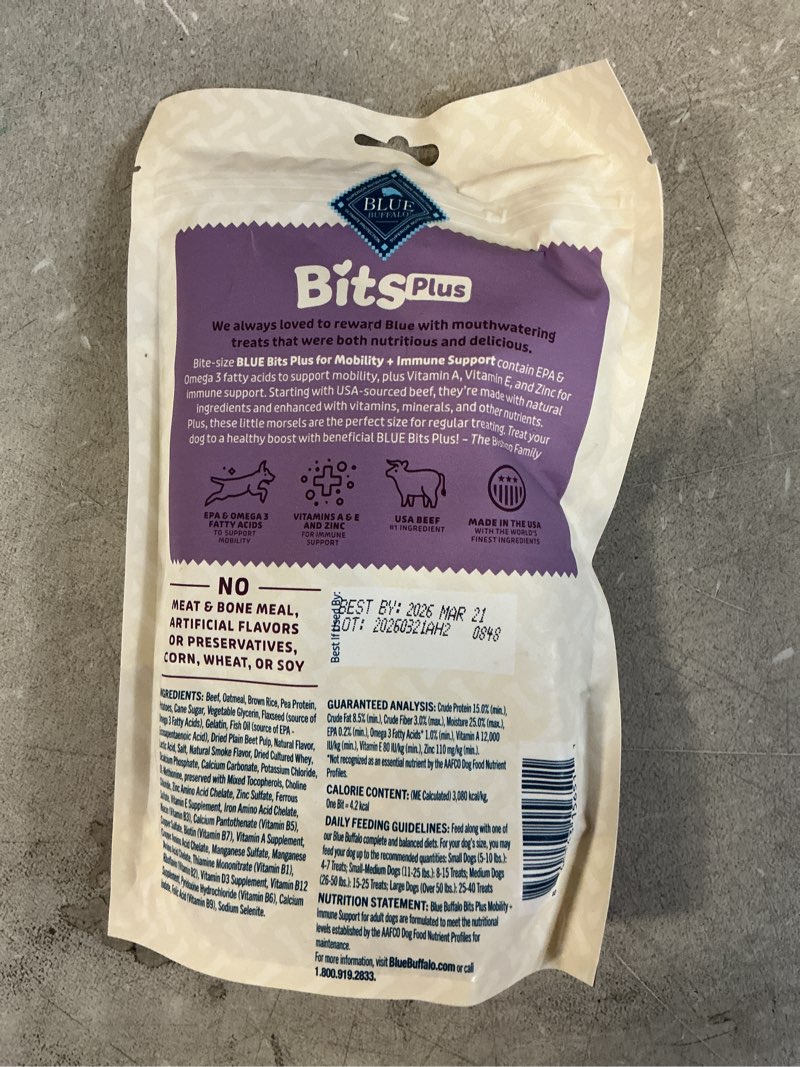 BLUE
BUFFALO
Bits Plus
We always loved to reward Blue with mouthwatering
treats that were both nutritious and delicious.
Bite-size BLUE Bits Plus for Mobility + Immune Support contain EPA &
Omega 3 fatty acids to support mobility, plus Vitamin A, Vitamin E, and Zinc for
immune support. Starting with USA-sourced beef, they're made with natural
ingredients and enhanced with vitamins, minerals, and other nutrients.
Plus, these little morsels are the perfect size for regular treating. Treat your
dog to a healthy boost with beneficial BLUE Bits Plus! – The Bishop Family
EPA & OMEGA 3
FATTY ACIDS
TO SUPPORT
MOBILITY
VITAMINS A & E
AND ZINC
FOR IMMUNE
SUPPORT
USA BEEF
#1 INGREDIENT
MADE IN THE USA
WITH THE WORLD'S
FINEST INGREDIENTS
NO
MEAT & BONE MEAL,
ARTIFICIAL FLAVORS
OR PRESERVATIVES,
CORN, WHEAT, OR SOY
Best If Used By:
BEST BY: 2026 MAR 21
LOT: 20260321AH2 0848
INGREDIENTS: Beef, Oatmeal, Brown Rice, Pea Protein,
Cane Sugar, Vegetable Glycerin, Flaxseed (source of
3 Fatty Acids), Gelatin, Fish Oil (source of EPA -
Acid), Dried Plain Beet Pulp, Natural Flavor,
Acid, Salt, Natural Smoke Flavor, Dried Cultured Whey,
Phosphate, Calcium Carbonate, Potassium Chloride,
Methionine, preserved with Mixed Tocopherols, Choline
Zinc Amino Acid Chelate, Zinc Sulfate, Ferrous
Vitamin E Supplement, Iron Amino Acid Chelate,
(Vitamin B3), Calcium Pantothenate (Vitamin B5),
Sulfate, Biotin (Vitamin B7), Vitamin A Supplement,
Amino Acid Chelate, Manganese Sulfate, Manganese
Chelate, Thiamine Mononitrate (Vitamin B1),
(Vitamin B2), Vitamin D3 Supplement, Vitamin B12
Supplement, Pyridoxine Hydrochloride (Vitamin B6), Calcium
Iodate, Folic Acid (Vitamin B9), Sodium Selenite.
GUARANTEED ANALYSIS: Crude Protein 15.0% (min.),
Crude Fat 8.5% (min.), Crude Fiber 3.0% (max.), Moisture 25.0% (max.),
EPA 0.2% (min.), Omega 3 Fatty Acids* 1.0% (min.), Vitamin A 12,000
IU/kg (min.), Vitamin E 80 IU/kg (min.), Zinc 110 mg/kg (min.).
*Not recognized as an essential nutrient by the AAFCO Dog Food Nutrient
Profiles.
CALORIE CONTENT: (ME Calculated) 3,080 kcal/kg,
One Bit = 4.2 kcal
DAILY FEEDING GUIDELINES: Feed along with one of
our Blue Buffalo complete and balanced diets. For your dog's size, you may
feed your dog up to the recommended quantities: Small Dogs (5-10 lbs.):
4-7 Treats; Small-Medium Dogs (11-25 lbs.): 8-15 Treats; Medium Dogs
(26-50 lbs.): 15-25 Treats; Large Dogs (Over 50 lbs.): 25-40 Treats
NUTRITION STATEMENT: Blue Buffalo Bits Plus Mobility +
Immune Support for adult dogs are formulated to meet the nutritional
levels established by the AAFCO Dog Food Nutrient Profiles for
maintenance.
For more information, visit BlueBuffalo.com or call
1.800.919.2833.